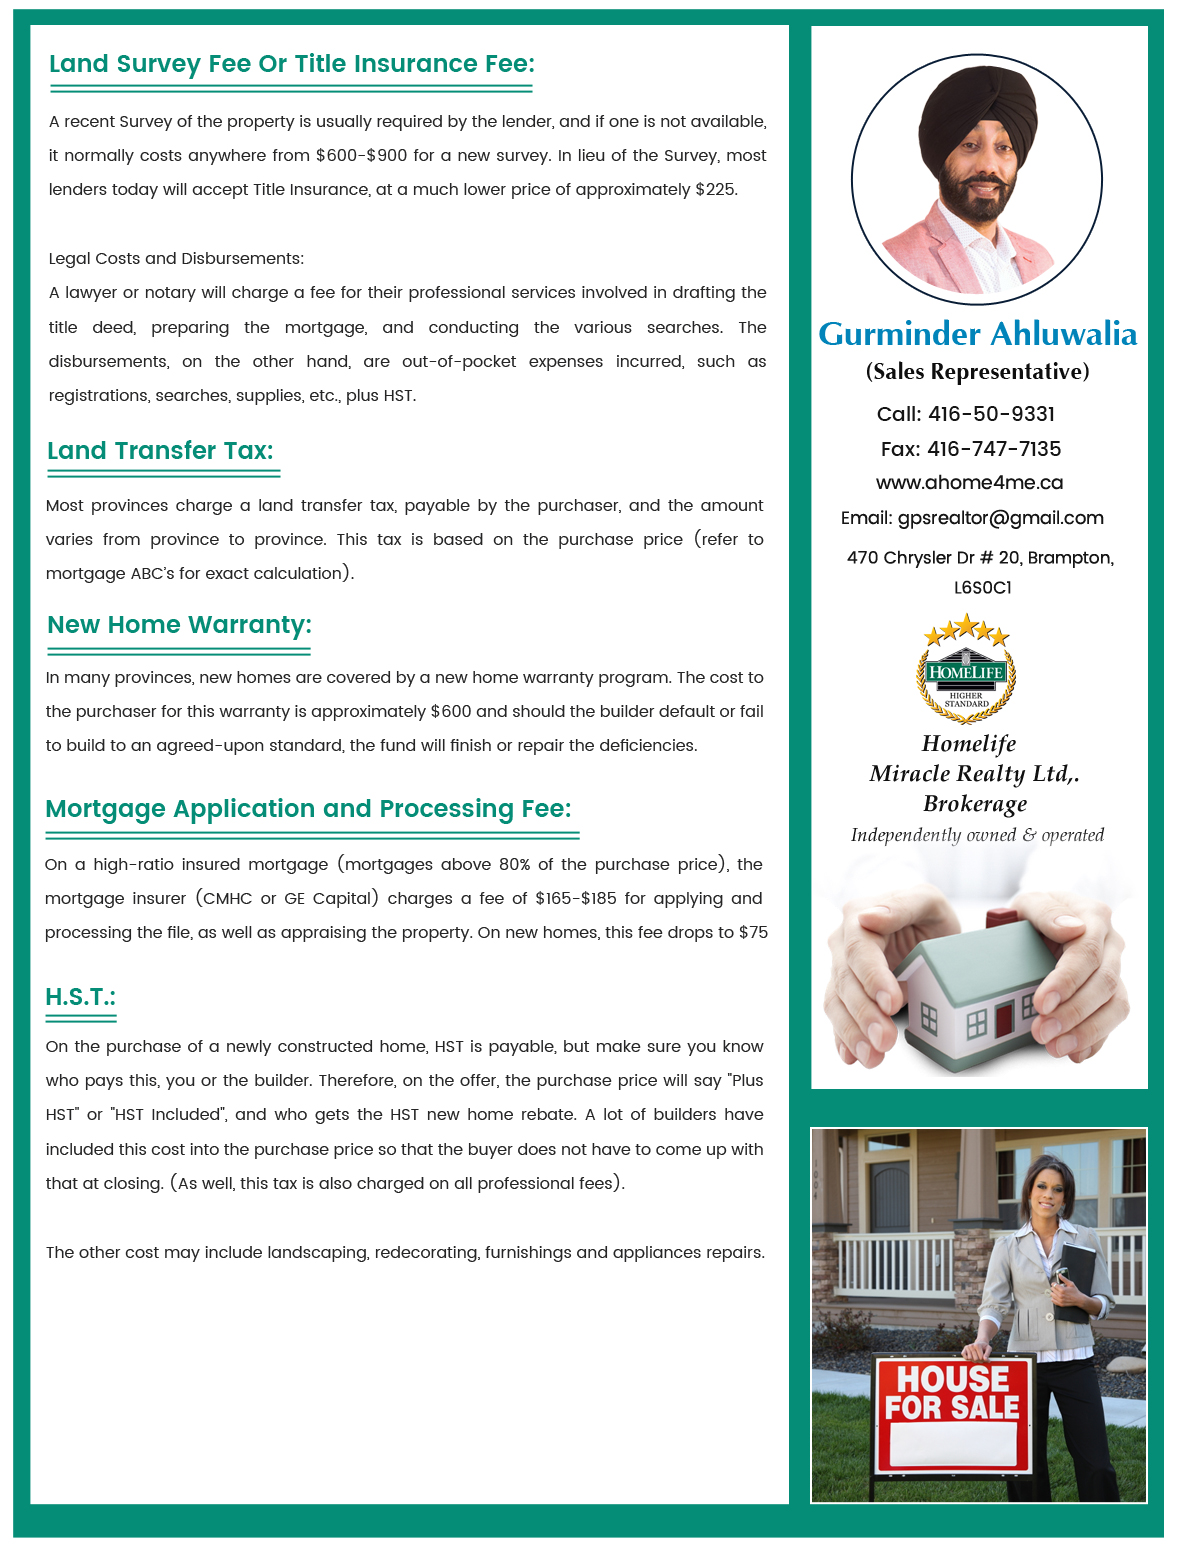 Land Survey Fee Or Title Insurance Fee:
A recent Survey of the property is usually required by the lender, and if one is not available,
it normally costs anywhere from $600-$900 for a new survey. In lieu of the Survey, most
lenders today will accept Title Insurance, at a much lower price of approximately $225.
Legal Costs and Disbursements:
A lawyer or notary will charge a fee for their professional services involved in drafting the
title deed, preparing the mortgage, and conducting the various searches. The
disbursements, on the other hand, are out-of-pocket expenses incurred, such as
registrations, searches, supplies, etc., plus HST.
Land Transfer Tax:
Most provinces charge a land transfer tax, payable by the purchaser, and the amount
varies from province to province. This tax is based on the purchase price (refer to
mortgage ABC's for exact calculation).
New Home Warranty:
In many provinces, new homes are covered by a new home warranty program. The cost to
the purchaser for this warranty is approximately $600 and should the builder default or fail
to build to an agreed-upon standard, the fund will finish or repair the deficiencies.
Mortgage Application and Processing Fee:
On a high-ratio insured mortgage (mortgages above 80% of the purchase price), the
mortgage insurer (CMHC or GE Capital) charges a fee of $165-$185 for applying and
processing the file, as well as appraising the property. On new homes, this fee drops to $75
H.S.T.:
On the purchase of a newly constructed home, HST is payable, but make sure you know
who pays this, you or the builder. Therefore, on the offer, the purchase price will say "Plus
HST" or "HST Included", and who gets the HST new home rebate. A lot of builders have
included this cost into the purchase price so that the buyer does not have to come up with
that at closing. (As well, this tax is also charged on all professional fees).
The other cost may include landscaping, redecorating, furnishings and appliances repairs.
Gurminder Ahluwalia
(Sales Representative)
Call: 416-50-9331
Fax: 416-747-7135
www.ahome4me.ca
Email: gpsrealtor@gmail.com
470 Chrysler Dr # 20, Brampton,
L6S0C1
HOMELIFE
HIGHER
STANDARD
Homelife
Miracle Realty Ltd,.
Brokerage
Independently owned & operated
1004
HOUSE
FOR SALE